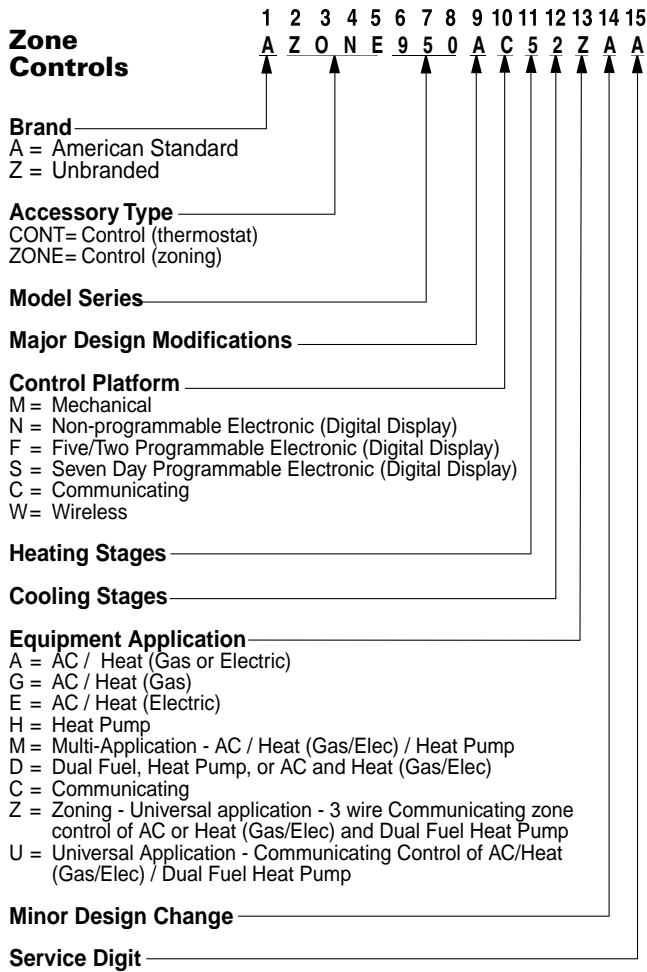 1 2 3 4 5 6 7 8 9 10 11 12 13 14 15
Zone Controls
A Z O N E 9 5 0 A C 5 2 Z A A
Brand
A = American Standard
Z = Unbranded
Accessory Type
CONT= Control (thermostat)
ZONE= Control (zoning)
Model Series
Major Design Modifications
Control Platform
M = Mechanical
N = Non-programmable Electronic (Digital Display)
F = Five/Two Programmable Electronic (Digital Display)
S = Seven Day Programmable Electronic (Digital Display)
C = Communicating
W= Wireless
Heating Stages
Cooling Stages
Equipment Application
A = AC / Heat (Gas or Electric)
G = AC / Heat (Gas)
E = AC / Heat (Electric)
H = Heat Pump
M = Multi-Application - AC / Heat (Gas/Elec) / Heat Pump
D = Dual Fuel, Heat Pump, or AC and Heat (Gas/Elec)
C = Communicating
Z = Zoning - Universal application - 3 wire Communicating zone
control of AC or Heat (Gas/Elec) and Dual Fuel Heat Pump
U = Universal Application - Communicating Control of AC/Heat
(Gas/Elec) / Dual Fuel Heat Pump
Minor Design Change
Service Digit